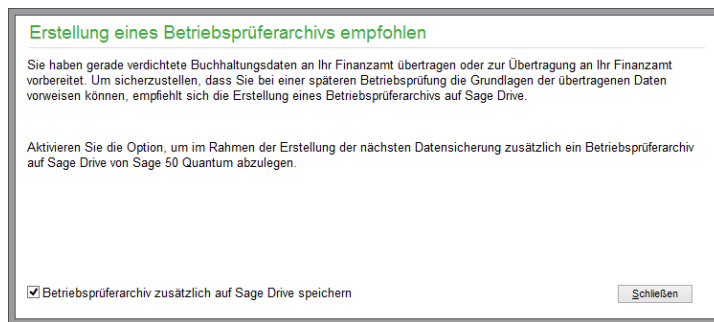 Erstellung eines Betriebsprüferarchivs empfohlen
Sie haben gerade verdichtete Buchhaltungsdaten an Ihr Finanzamt übertragen oder zur Übertragung an Ihr Finanzamt
vorbereitet. Um sicherzustellen, dass Sie bei einer späteren Betriebsprüfung die Grundlagen der übertragenen Daten
vorweisen können, empfiehlt sich die Erstellung eines Betriebsprüferarchivs auf Sage Drive.
Aktivieren Sie die Option, um im Rahmen der Erstellung der nächsten Datensicherung zusätzlich ein Betriebsprüferarchiv
auf Sage Drive von Sage 50 Quantum abzulegen.
Betriebsprüferarchiv zusätzlich auf Sage Drive speichern
Schließen